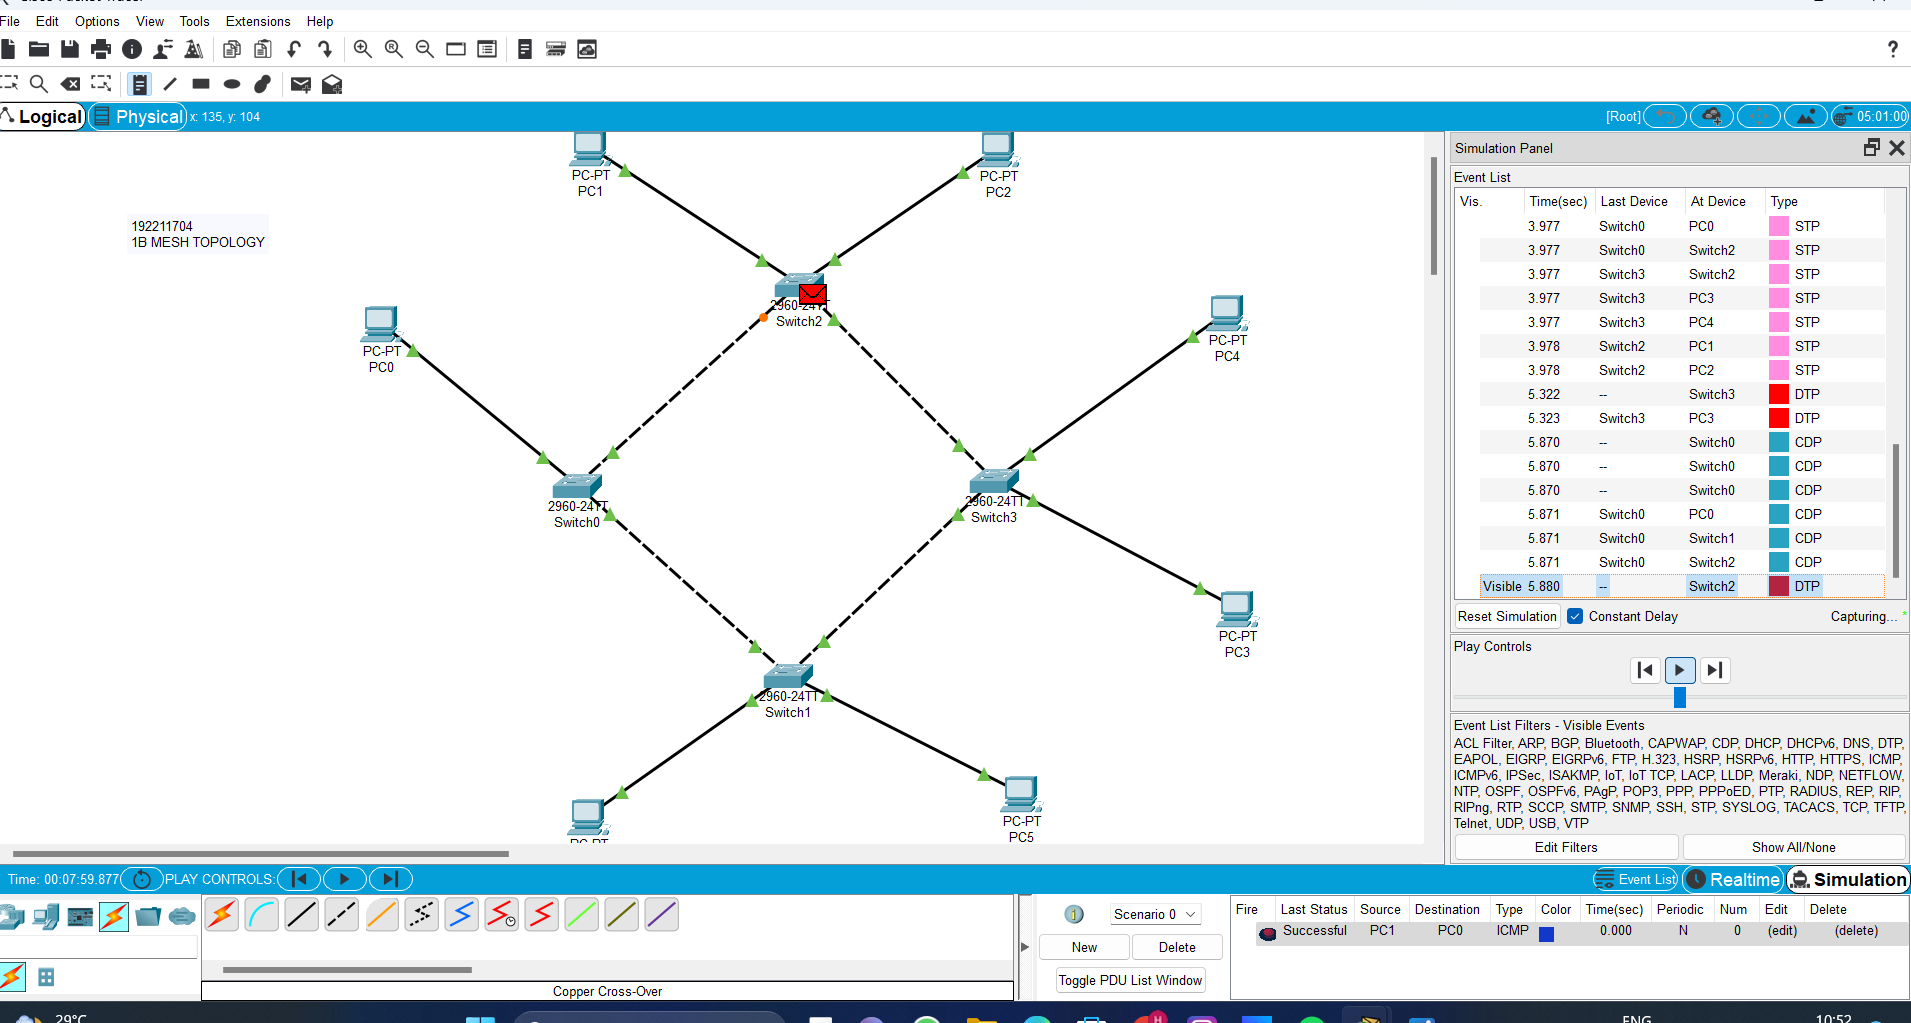 File Edit Options View Tools Extensions Help
?
Logical Physical x: 135, y: 104 [Root] 05:01:00
PC-PT
PC1
PC-PT
PC2
192211704
1B MESH TOPOLOGY
2960-24TT
Switch2
PC-PT
PC0
PC-PT
PC4
2960-24TT
Switch0
2960-24TT
Switch3
PC-PT
PC3
2960-24TT
Switch1
PC-PT
PC-PT
PC5
Simulation Panel
Event List
Vis. Time(sec) Last Device At Device Type
3.977 Switch0 PC0 STP
3.977 Switch0 Switch2 STP
3.977 Switch3 Switch2 STP
3.977 Switch3 PC3 STP
3.977 Switch3 PC4 STP
3.978 Switch2 PC1 STP
3.978 Switch2 PC2 STP
5.322 -- Switch3 DTP
5.323 Switch3 PC3 DTP
5.870 -- Switch0 CDP
5.870 -- Switch0 CDP
5.870 -- Switch0 CDP
5.871 Switch0 PC0 CDP
5.871 Switch0 Switch1 CDP
5.871 Switch0 Switch2 CDP
Visible 5.880 -- Switch2 DTP
Reset Simulation Constant Delay Capturing... *
Play Controls
Event List Filters - Visible Events
ACL Filter, ARP, BGP, Bluetooth, CAPWAP, CDP, DHCP, DHCPv6, DNS, DTP,
EAPOL, EIGRP, EIGRPv6, FTP, H.323, HSRP, HSRPv6, HTTP, HTTPS, ICMP,
ICMPv6, IPSec, ISAKMP, IoT, IoT TCP, LACP, LLDP, Meraki, NDP, NETFLOW,
NTP, OSPF, OSPFv6, PAgP, POP3, PPP, PPPoED, PTP, RADIUS, REP, RIP,
RIPng, RTP, SCCP, SMTP, SNMP, SSH, STP, SYSLOG, TACACS, TCP, TFTP,
Telnet, UDP, USB, VTP
Edit Filters Show All/None
Time: 00:07:59.877 PLAY CONTROLS: Event List Realtime Simulation
Scenario 0
New Delete
Toggle PDU List Window
Fire Last Status Source Destination Type Color Time(sec) Periodic Num Edit Delete
Successful PC1 PC0 ICMP 0.000 N 0 (edit) (delete)
Copper Cross-Over
29°C
ENG
10:52